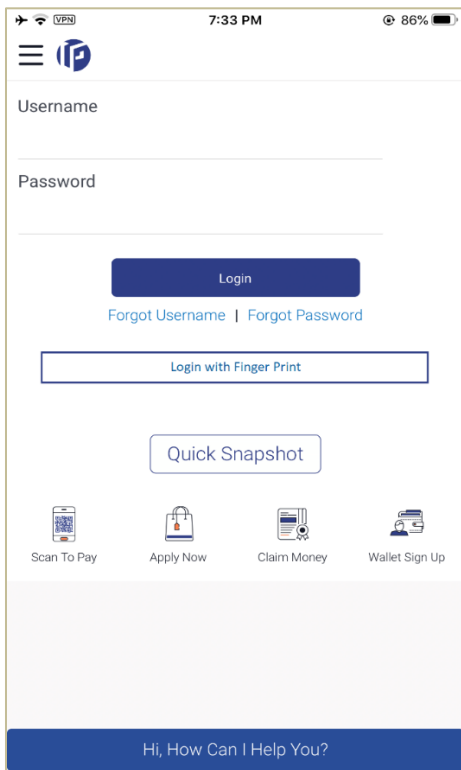 VPN 7:33 PM 86%
Username
Password
Login
Forgot Username | Forgot Password
Login with Finger Print
Quick Snapshot
Scan To Pay Apply Now Claim Money Wallet Sign Up
Hi, How Can I Help You?